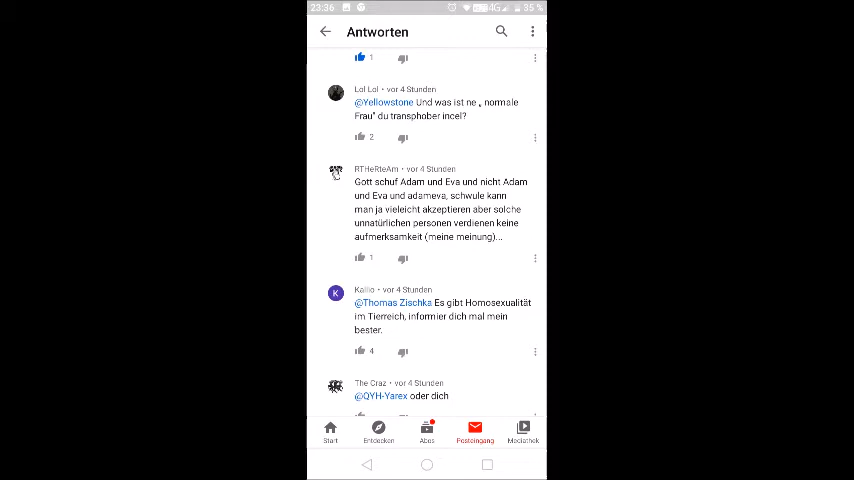 23:36 4G 35 %
Antworten
1
Lol Lol • vor 4 Stunden
@Yellowstone Und was ist ne „ normale
Frau" du transphober incel?
2
RTHeRteAm • vor 4 Stunden
Gott schuf Adam und Eva und nicht Adam
und Eva und adameva, schwule kann
man ja vieleicht akzeptieren aber solche
unnatürlichen personen verdienen keine
aufmerksamkeit (meine meinung)...
1
K
Kallio • vor 4 Stunden
@Thomas Zischka Es gibt Homosexualität
im Tierreich, informier dich mal mein
bester.
4
The Craz • vor 4 Stunden
@QYH-Yarex oder dich
Start Entdecken Abos Posteingang Mediathek